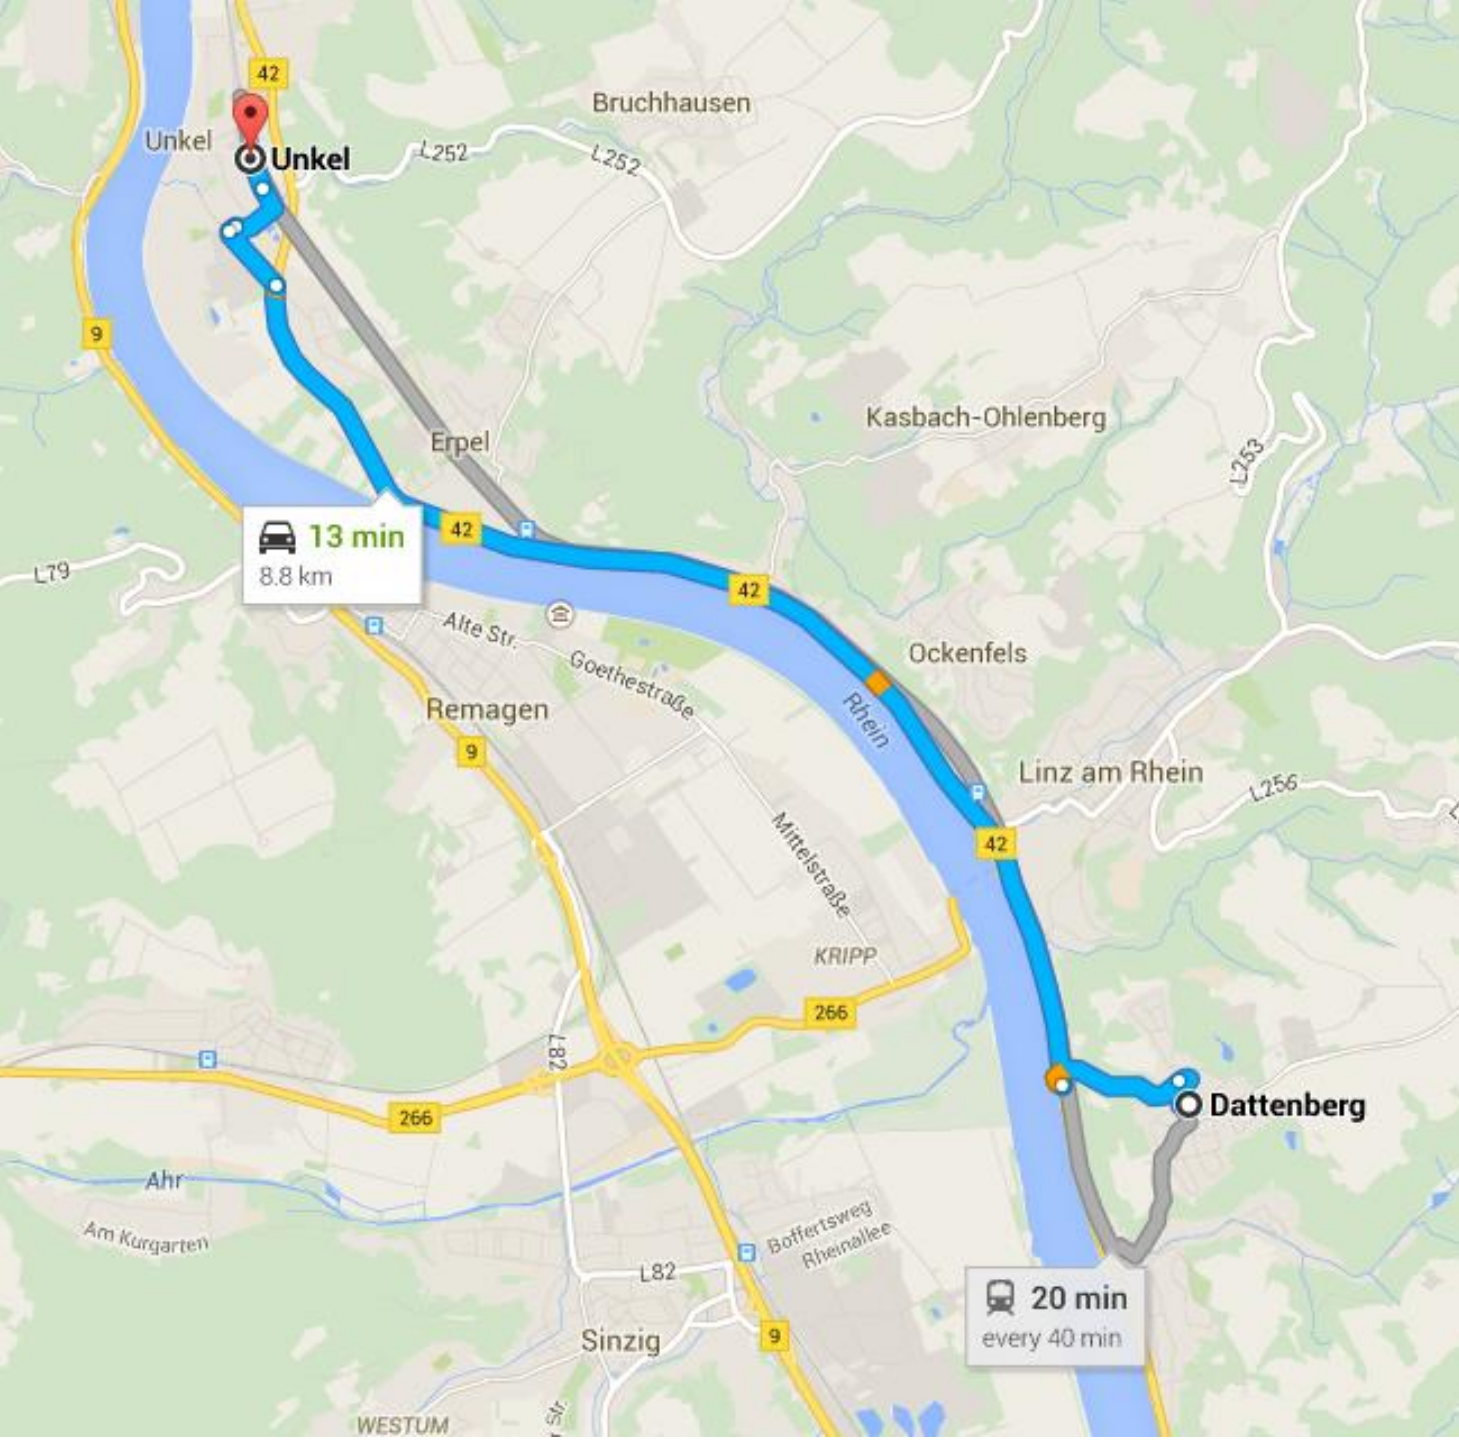 42
Bruchhausen
Unkel
Unkel
L252
L252
9
Kasbach-Ohlenberg
Erpel
L253
42
13 min
8.8 km
L79
42
Alte Str.
Ockenfels
Goethestraße
Rhein
Remagen
9
Linz am Rhein
L256
Mittelstraße
42
KRIPP
266
L82
Dattenberg
266
Ahr
Am Kurgarten
Boffertsweg
Rheinallee
L82
20 min
every 40 min
Sinzig
9
WESTUM